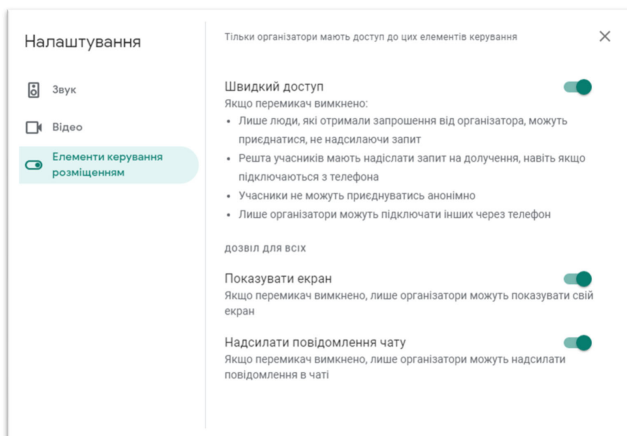 Налаштування
Звук
Відео
Елементи керування
розміщенням
Тільки організатори мають доступ до цих елементів керування
Швидкий доступ
Якщо перемикач вимкнено:
• Лише люди, які отримали запрошення від організатора, можуть
приєднатися, не надсилаючи запит
• Решта учасників мають надіслати запит на долучення, навіть якщо
підключаються з телефона
• Учасники не можуть приєднуватись анонімно
• Лише організатори можуть підключати інших через телефон
ДОЗВІЛ ДЛЯ ВСІХ
Показувати екран
Якщо перемикач вимкнено, лише організатори можуть показувати свій
екран
Надсилати повідомлення чату
Якщо перемикач вимкнено, лише організатори можуть надсилати
повідомлення в чаті